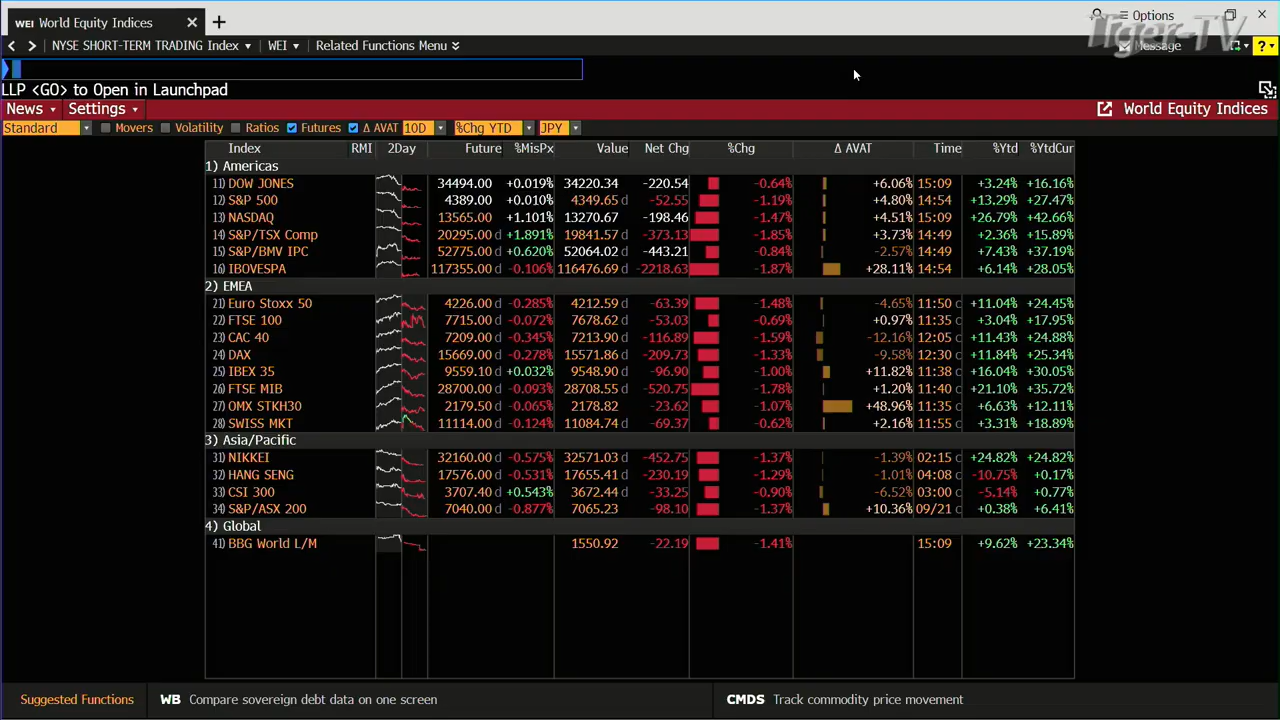 WEI World Equity Indices × +
Options
Tiger-TV
NYSE SHORT-TERM TRADING Index WEI Related Functions Menu
Message ?
LLP <GO> to Open in Launchpad
News Settings World Equity Indices
Standard Movers Volatility Ratios Futures Δ AVAT 10D %Chg YTD JPY
Index RMI 2Day Future %MisPx Value Net Chg %Chg Δ AVAT Time %Ytd %YtdCur
1) Americas
11) DOW JONES 34494.00 +0.019% 34220.34 -220.54 -0.64% +6.06% 15:09 +3.24% +16.16%
12) S&P 500 4389.00 +0.010% 4349.65 d -52.55 -1.19% +4.80% 14:54 +13.29% +27.47%
13) NASDAQ 13565.00 +1.101% 13270.67 -198.46 -1.47% +4.51% 15:09 +26.79% +42.66%
14) S&P/TSX Comp 20295.00 d +1.891% 19841.57 d -373.13 -1.85% +3.73% 14:49 +2.36% +15.89%
15) S&P/BMV IPC 52775.00 d +0.620% 52064.02 d -443.21 -0.84% -2.57% 14:49 +7.43% +37.19%
16) IBOVESPA 117355.00 d -0.106% 116476.69 d -2218.63 -1.87% +28.11% 14:54 +6.14% +28.05%
2) EMEA
21) Euro Stoxx 50 4226.00 d -0.285% 4212.59 d -63.39 -1.48% -4.65% 11:50 c +11.04% +24.45%
22) FTSE 100 7715.00 d -0.072% 7678.62 d -53.03 -0.69% +0.97% 11:35 c +3.04% +17.95%
23) CAC 40 7209.00 d -0.345% 7213.90 d -116.89 -1.59% -12.16% 12:05 c +11.43% +24.88%
24) DAX 15669.00 d -0.278% 15571.86 d -209.73 -1.33% -9.58% 12:30 c +11.84% +25.34%
25) IBEX 35 9559.10 d +0.032% 9548.90 d -96.90 -1.00% +11.82% 11:38 c +16.04% +30.05%
26) FTSE MIB 28700.00 d -0.093% 28708.55 d -520.75 -1.78% +1.20% 11:40 c +21.10% +35.72%
27) OMX STKH30 2179.50 d -0.065% 2178.82 d -23.62 -1.07% +48.96% 11:35 c +6.63% +12.11%
28) SWISS MKT 11114.00 d -0.124% 11084.74 d -69.37 -0.62% +2.16% 11:55 c +3.31% +18.89%
3) Asia/Pacific
31) NIKKEI 32160.00 d -0.575% 32571.03 d -452.75 -1.37% -1.39% 02:15 c +24.82% +24.82%
32) HANG SENG 17576.00 d -0.531% 17655.41 d -230.19 -1.29% -1.01% 04:08 c -10.75% +0.17%
33) CSI 300 3707.40 d +0.543% 3672.44 d -33.25 -0.90% -6.52% 03:00 c -5.14% +0.77%
34) S&P/ASX 200 7040.00 d -0.877% 7065.23 d -98.10 -1.37% +10.36% 09/21 c +0.38% +6.41%
4) Global
41) BBG World L/M 1550.92 -22.19 -1.41% 15:09 +9.62% +23.34%
Suggested Functions WB Compare sovereign debt data on one screen CMDS Track commodity price movement